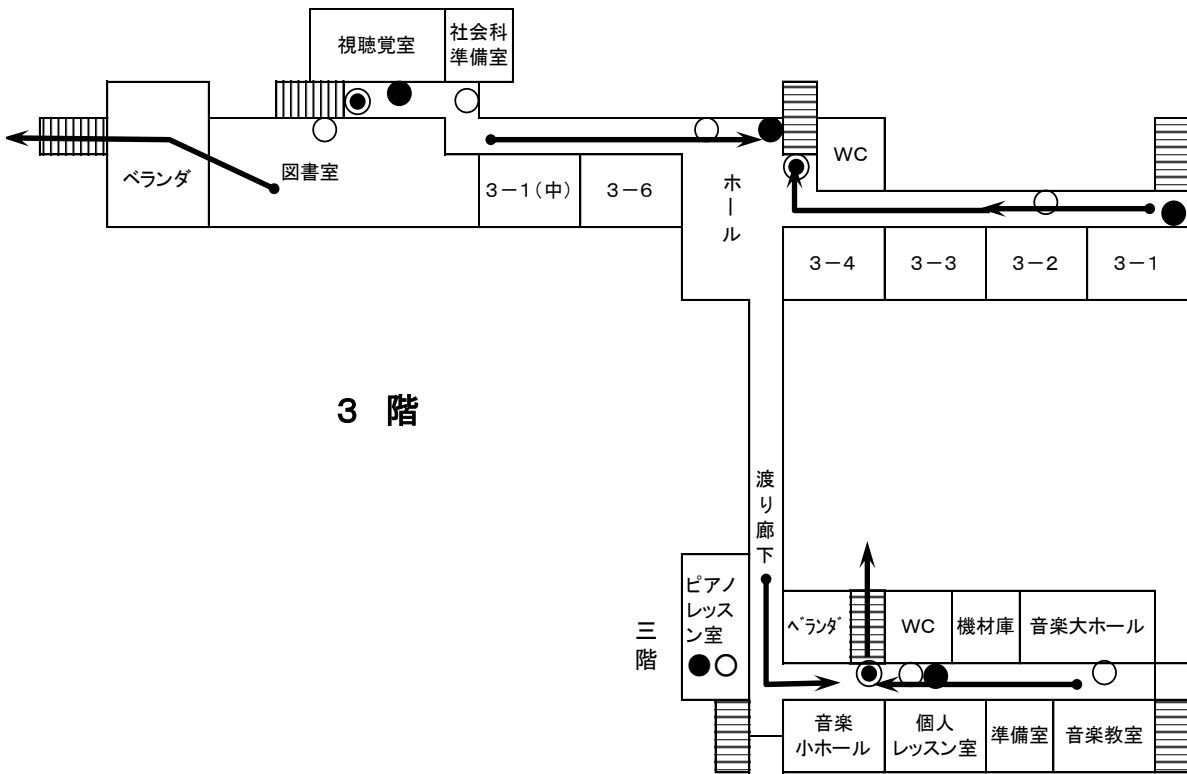 視聴覚室
社会科
準備室
ベランダ
図書室
3－1(中)
3－6
ホール
WC
3－4
3－3
3－2
3－1
3 階
渡り廊下
ピアノ
レッス
ン室
三階
ベランダ
WC
機材庫
音楽大ホール
音楽
小ホール
個人
レッスン室
準備室
音楽教室